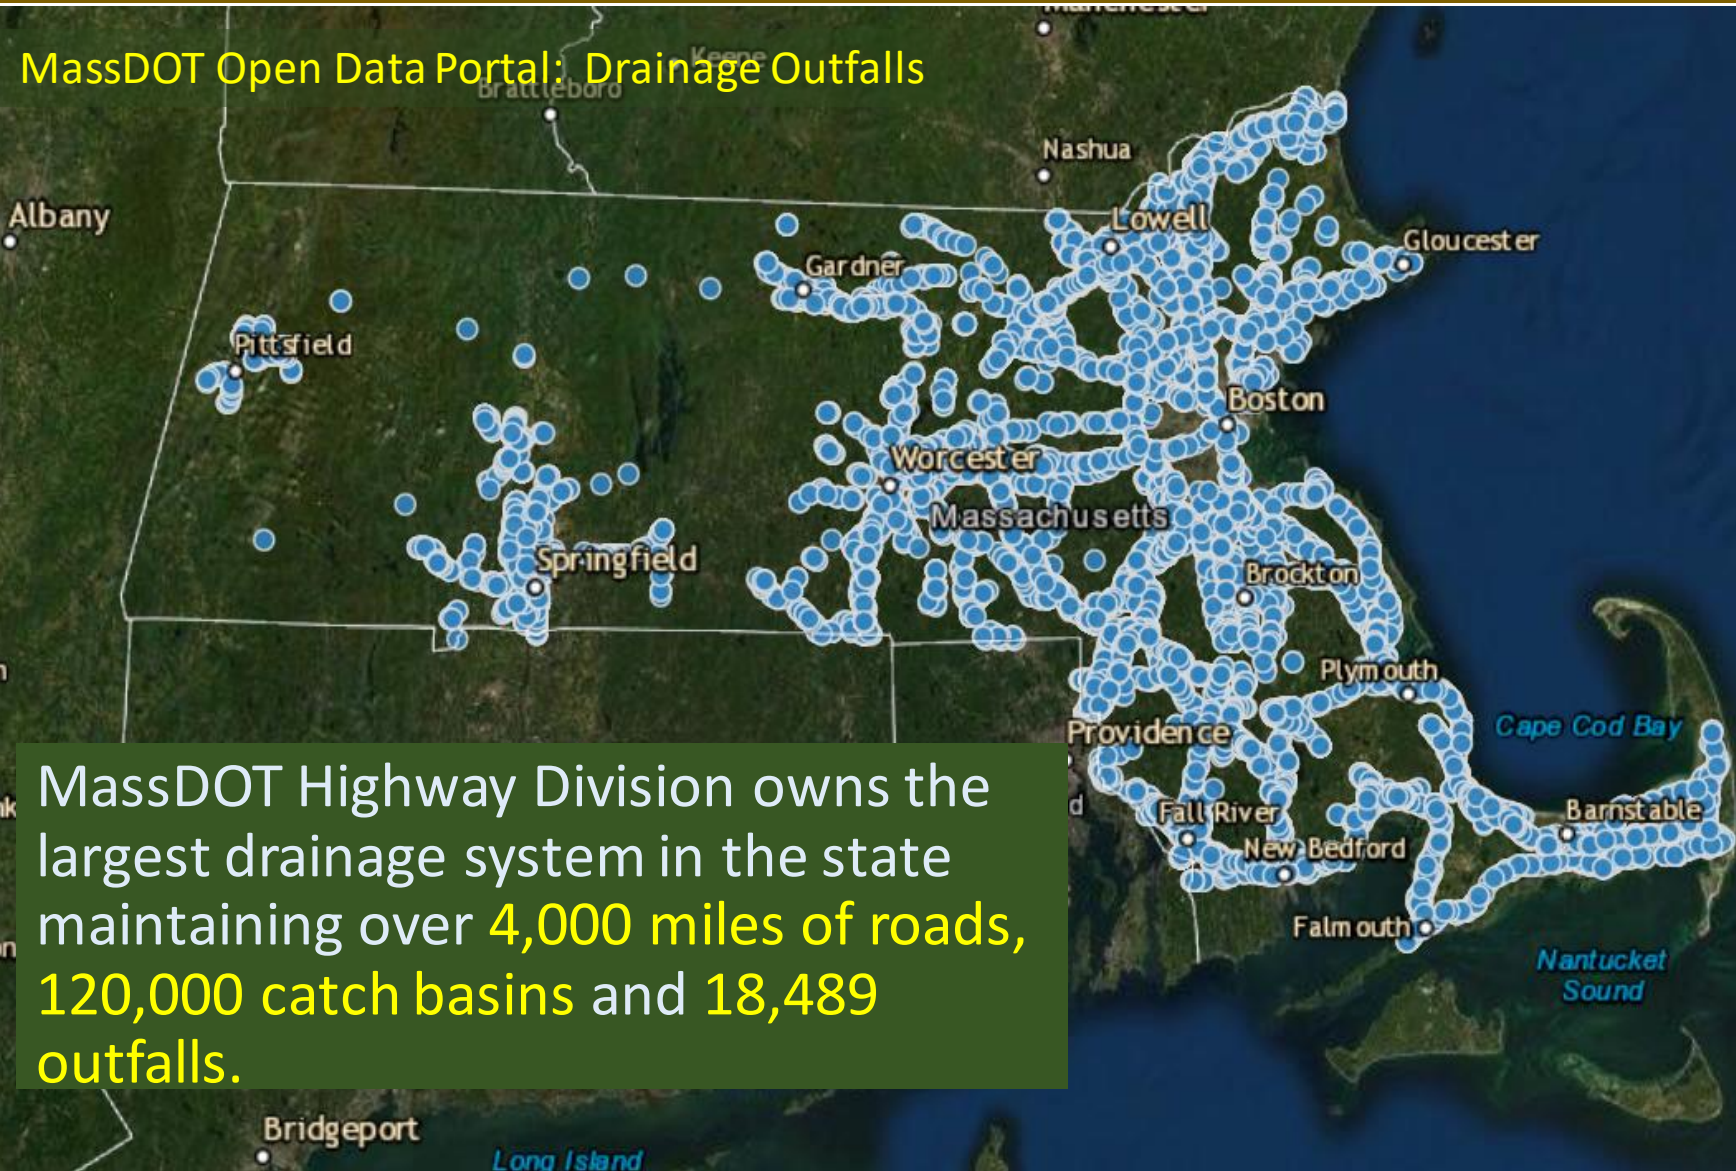 Manchester
MassDOT Open Data Portal: Drainage Outfalls
Keene
Brattleboro
Nashua
Albany
Lowell
Gloucester
Gardner
Pittsfield
Boston
Worcester
Massachusetts
Springfield
Brockton
Plymouth
Cape Cod Bay
Providence
MassDOT Highway Division owns the
largest drainage system in the state
maintaining over 4,000 miles of roads,
120,000 catch basins and 18,489
outfalls.
Fall River
Barnstable
New Bedford
Falmouth
Nantucket
Sound
Bridgeport
Long Island